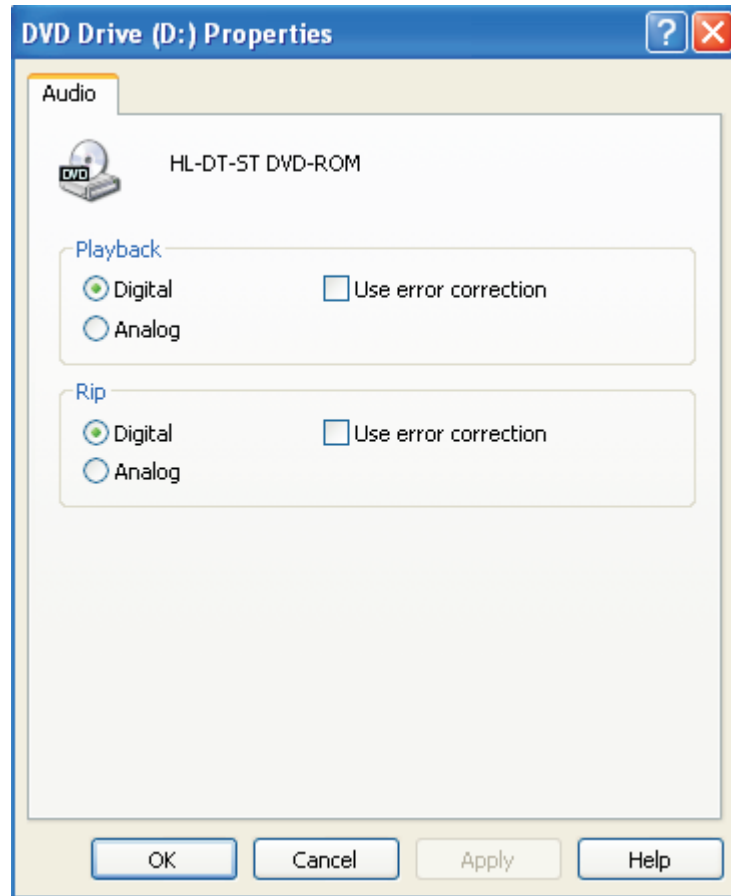 DVD Drive (D:) Properties
?
Audio
DVD
HL-DT-ST DVD-ROM
Playback
Digital
Use error correction
Analog
Rip
Digital
Use error correction
Analog
OK Cancel Apply Help